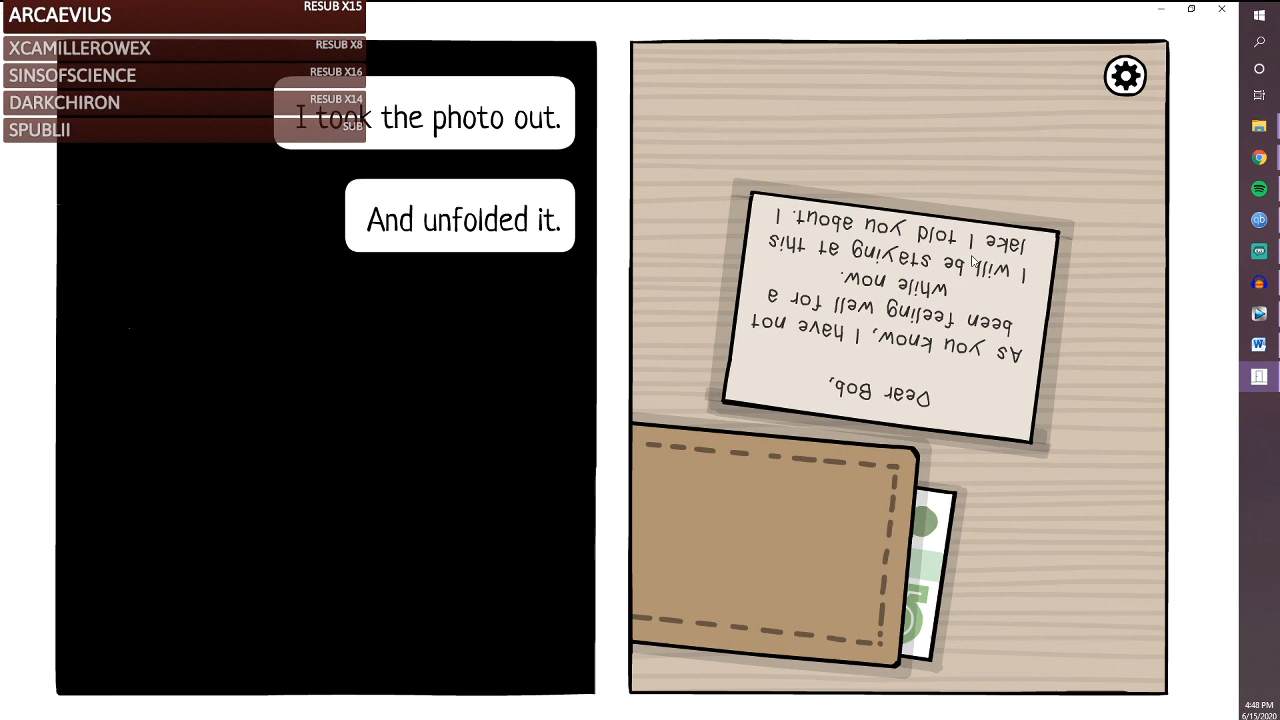 ARCAEVIUS RESUB X15
XCAMILLEROWEX RESUB X8
SINSOFSCIENCE RESUB X16
DARKCHIRON RESUB X14
SPUBLII SUB
I took the photo out.
And unfolded it.
Dear Bob,
As you know, I have not
been feeling well for a
while now.
I will be staying at this
lake I told you about. I
5
4:48 PM
6/15/2020